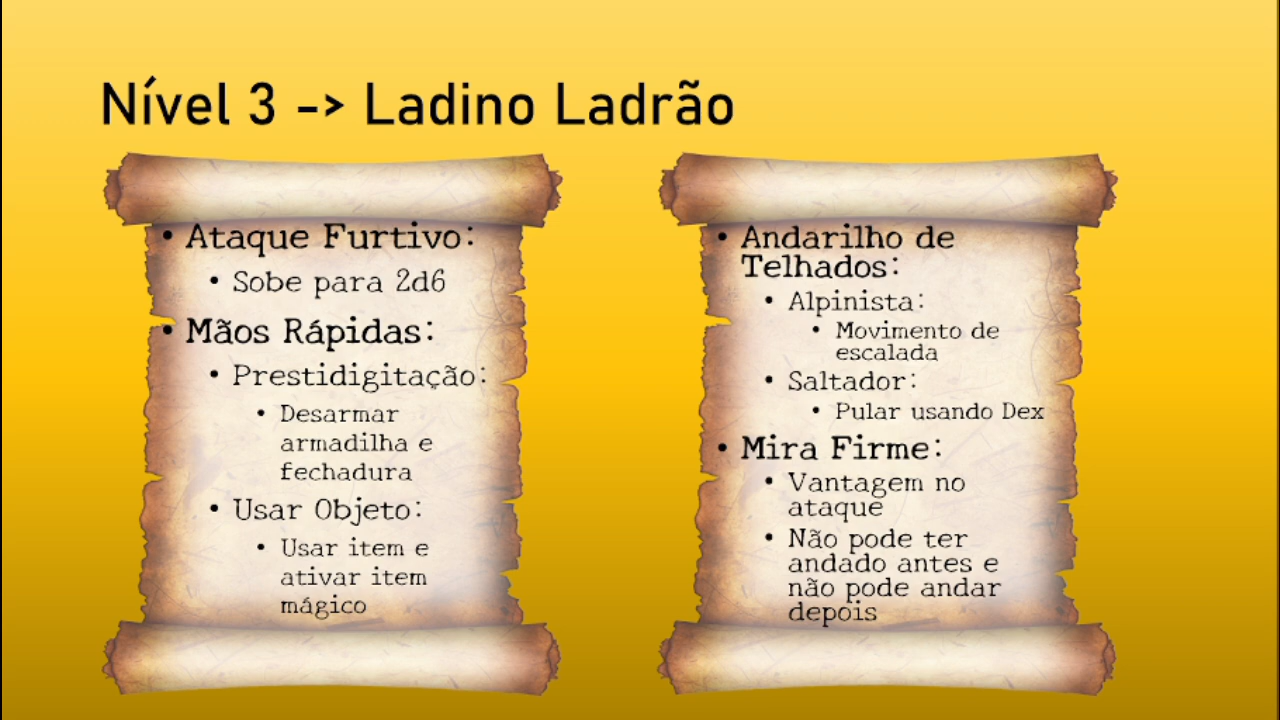 Nível 3 -> Ladino Ladrão
• Ataque Furtivo:
• Sobe para 2d6
• Mãos Rápidas:
• Prestidigitação:
• Desarmar
armadilha e
fechadura
• Usar Objeto:
• Usar item e
ativar item
mágico
• Andarilho de
Telhados:
• Alpinista:
• Movimento de
escalada
• Saltador:
• Pular usando Dex
• Mira Firme:
• Vantagem no
ataque
• Não pode ter
andado antes e
não pode andar
depois